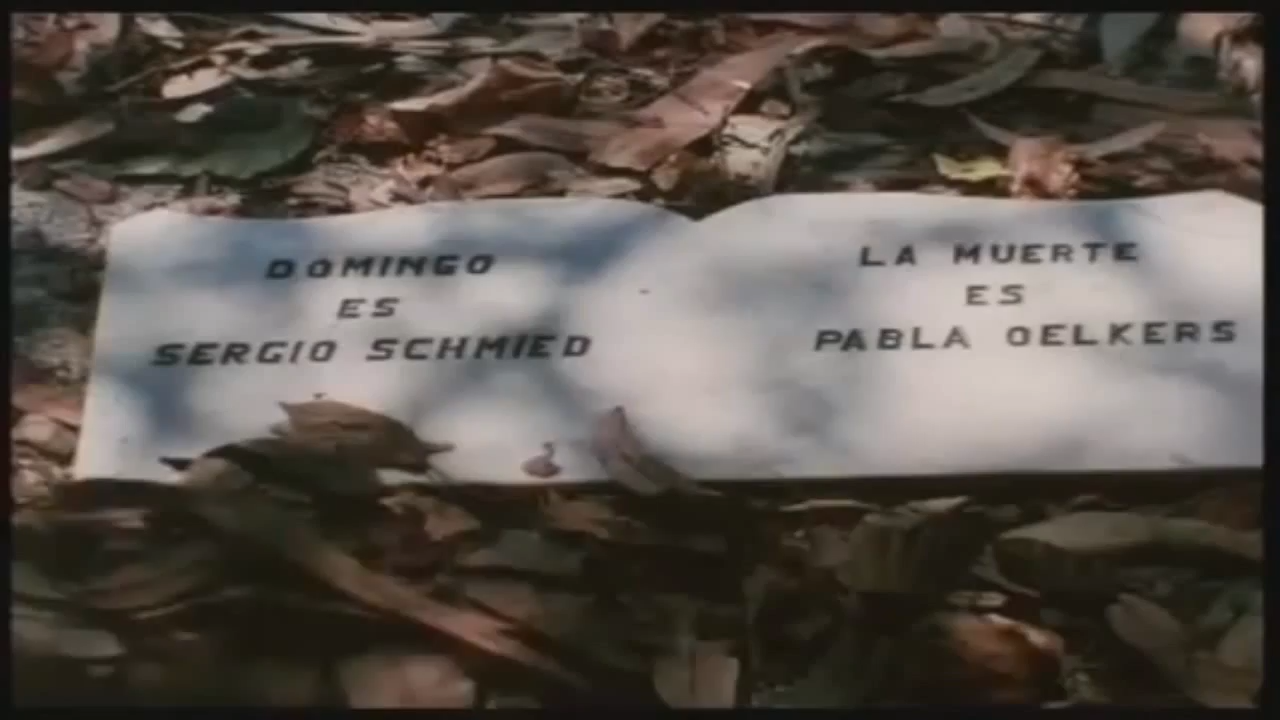 DOMINGO
ES
SERGIO SCHMIED
LA MUERTE
ES
PABLA OELKERS